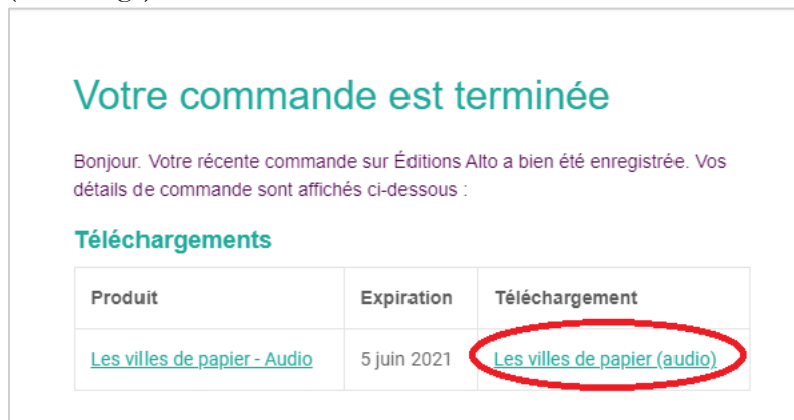 Votre commande est terminée
Bonjour. Votre récente commande sur Éditions Alto a bien été enregistrée. Vos
détails de commande sont affichés ci-dessous :
Téléchargements
Produit Expiration Téléchargement
Les villes de papier - Audio 5 juin 2021 Les villes de papier (audio)